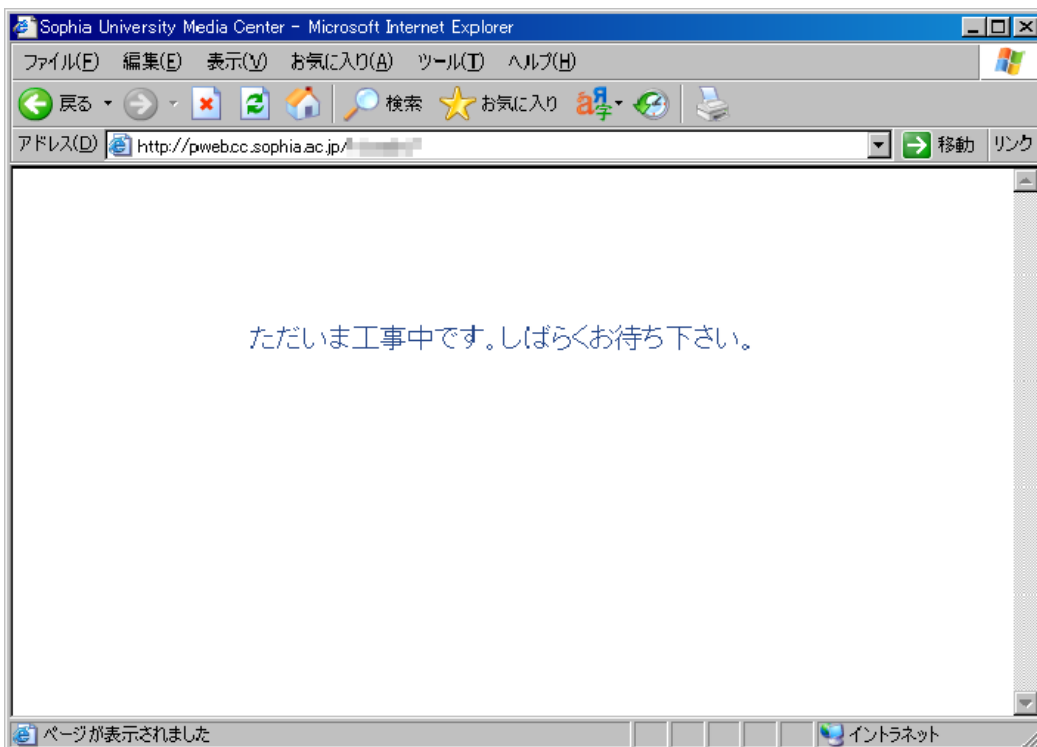 Sophia University Media Center - Microsoft Internet Explorer
ファイル(F) 編集(E) 表示(V) お気に入り(A) ツール(T) ヘルプ(H)
戻る 検索 お気に入り
アドレス(D) http://pweb.cc.sophia.ac.jp/ 移動 リンク
ただいま工事中です。しばらくお待ち下さい。
ページが表示されました イントラネット